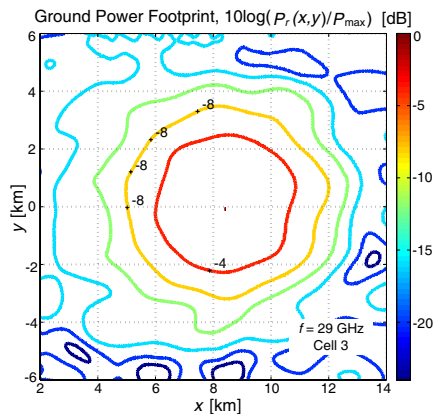 Ground Power Footprint, 10log(P_r(x,y)/P_max) [dB]
6
4
2
0
-2
-4
-6
y [km]
-8
-8
-8
-8
-4
f = 29 GHz
Cell 3
2 4 6 8 10 12 14
x [km]
0
-5
-10
-15
-20